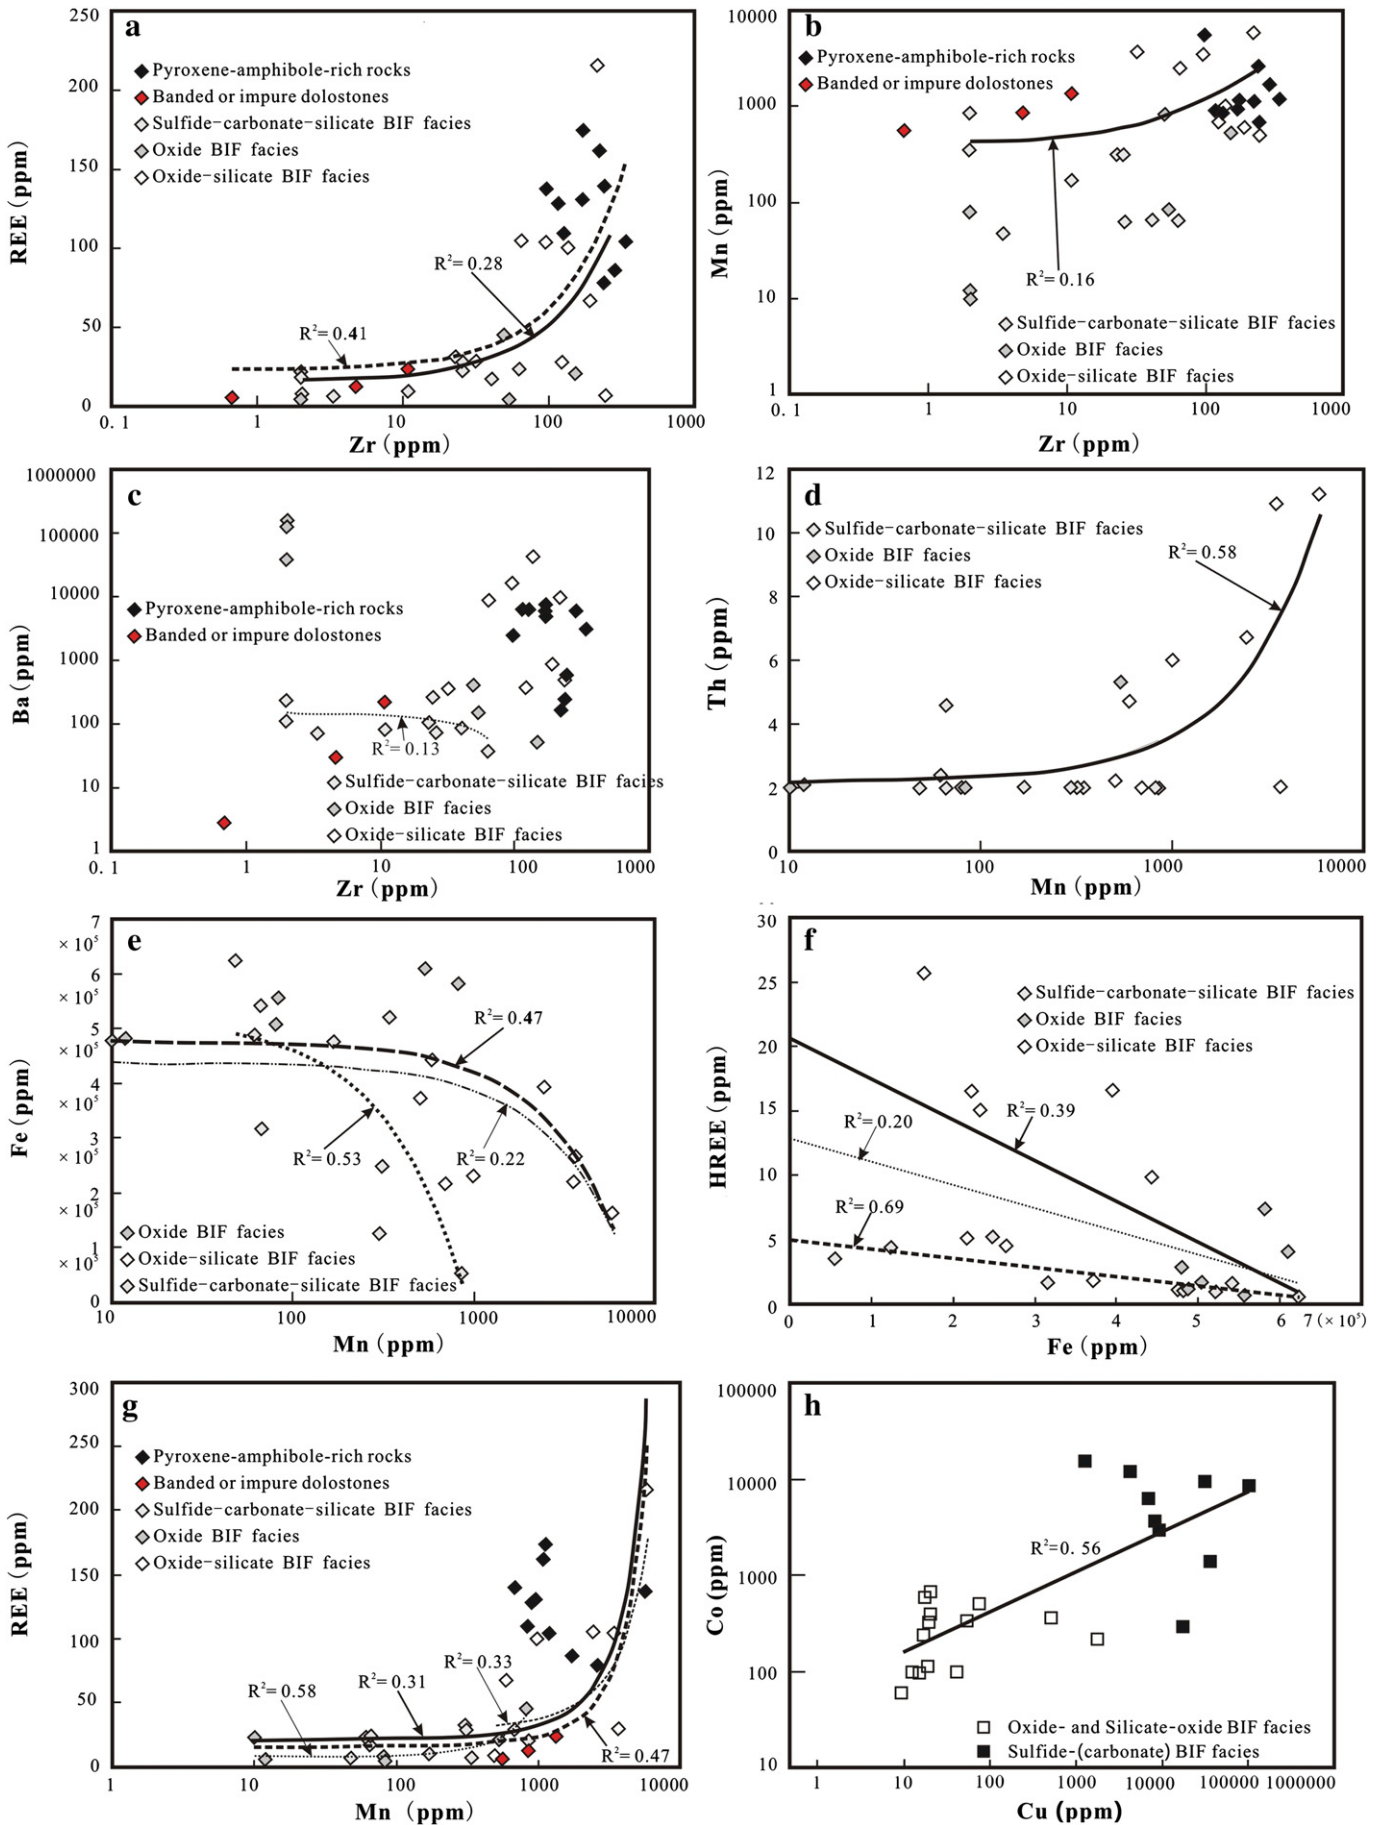 a
250
200
150
100
50
0
REE (ppm)
Pyroxene-amphibole-rich rocks
Banded or impure dolostones
Sulfide-carbonate-silicate BIF facies
Oxide BIF facies
Oxide-silicate BIF facies
R²= 0.28
R²= 0.41
0. 1
1
10
100
1000
Zr (ppm)
b
10000
1000
100
10
1
Mn (ppm)
Pyroxene-amphibole-rich rocks
Banded or impure dolostones
R²= 0.16
Sulfide-carbonate-silicate BIF facies
Oxide BIF facies
Oxide-silicate BIF facies
0. 1
1
10
100
1000
Zr (ppm)
c
1000000
100000
10000
1000
100
10
1
Ba (ppm)
Pyroxene-amphibole-rich rocks
Banded or impure dolostones
R²= 0.13
Sulfide-carbonate-silicate BIF facies
Oxide BIF facies
Oxide-silicate BIF facies
0. 1
1
10
100
1000
Zr (ppm)
d
12
10
8
6
4
2
0
Th (ppm)
Sulfide-carbonate-silicate BIF facies
Oxide BIF facies
Oxide-silicate BIF facies
R²= 0.58
10
100
1000
10000
Mn (ppm)
e
7
× 10⁵
6
× 10⁵
5
× 10⁵
4
× 10⁵
3
× 10⁵
2
× 10⁵
1
× 10⁵
0
Fe (ppm)
R²= 0.47
R²= 0.53
R²= 0.22
Oxide BIF facies
Oxide-silicate BIF facies
Sulfide-carbonate-silicate BIF facies
10
100
1000
10000
Mn (ppm)
f
30
25
20
15
10
5
0
HREE (ppm)
Sulfide-carbonate-silicate BIF facies
Oxide BIF facies
Oxide-silicate BIF facies
R²= 0.20
R²= 0.39
R²= 0.69
0
1
2
3
4
5
6
7 (× 10⁵)
Fe (ppm)
g
300
250
200
150
100
50
0
REE (ppm)
Pyroxene-amphibole-rich rocks
Banded or impure dolostones
Sulfide-carbonate-silicate BIF facies
Oxide BIF facies
Oxide-silicate BIF facies
R²= 0.58
R²= 0.31
R²= 0.33
R²= 0.47
1
10
100
1000
10000
Mn (ppm)
h
100000
10000
1000
100
10
Co (ppm)
R²= 0. 56
Oxide- and Silicate-oxide BIF facies
Sulfide-(carbonate) BIF facies
1
10
100
1000
10000
100000
1000000
Cu (ppm)